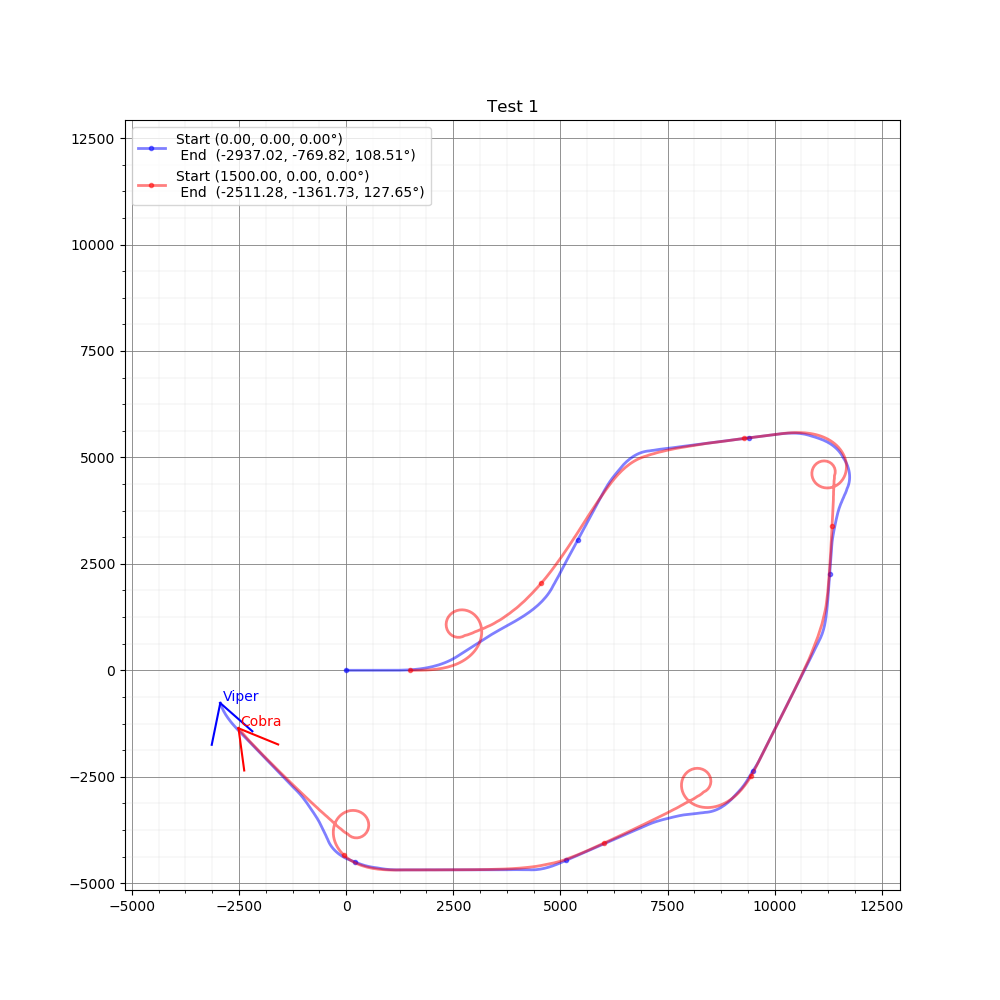 Test 1
12500
10000
7500
5000
2500
0
−2500
−5000
Start (0.00, 0.00, 0.00°)
End (-2937.02, -769.82, 108.51°)
Start (1500.00, 0.00, 0.00°)
End (-2511.28, -1361.73, 127.65°)
Viper
Cobra
−5000 −2500 0 2500 5000 7500 10000 12500